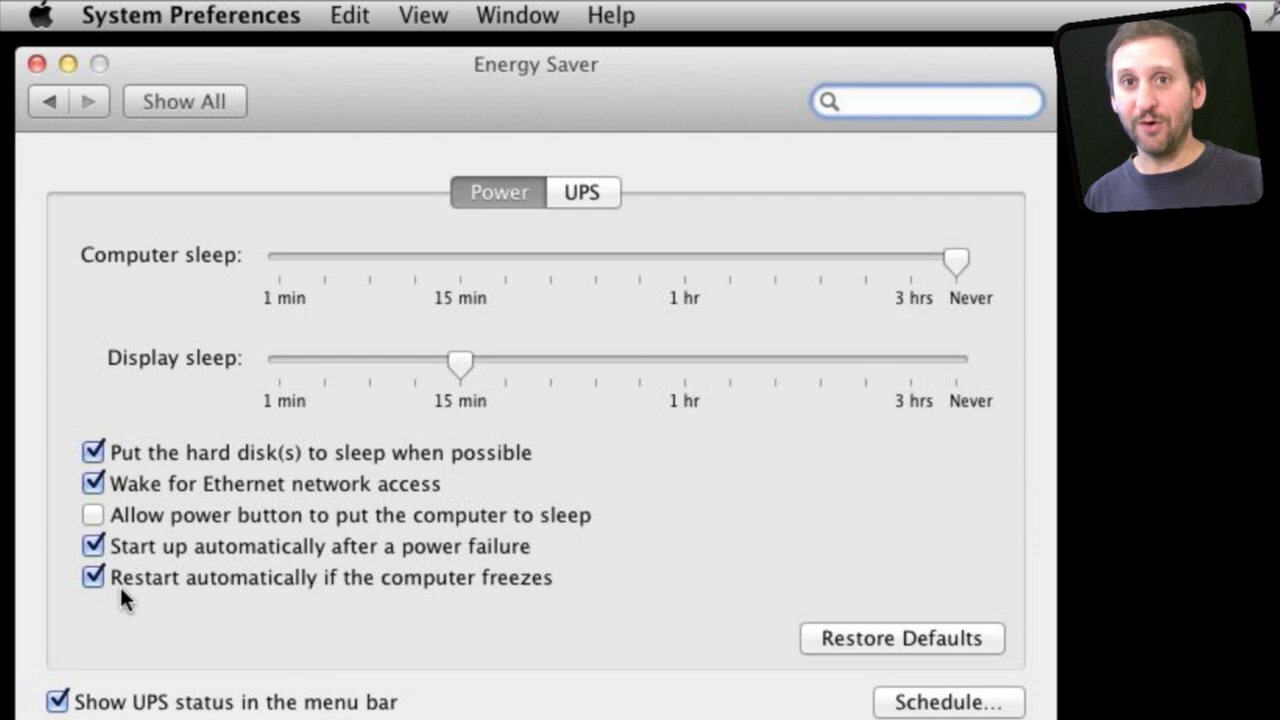 System Preferences Edit View Window Help
Energy Saver
Show All
Power UPS
Computer sleep:
1 min 15 min 1 hr 3 hrs Never
Display sleep:
1 min 15 min 1 hr 3 hrs Never
Put the hard disk(s) to sleep when possible
Wake for Ethernet network access
Allow power button to put the computer to sleep
Start up automatically after a power failure
Restart automatically if the computer freezes
Restore Defaults
Show UPS status in the menu bar
Schedule...